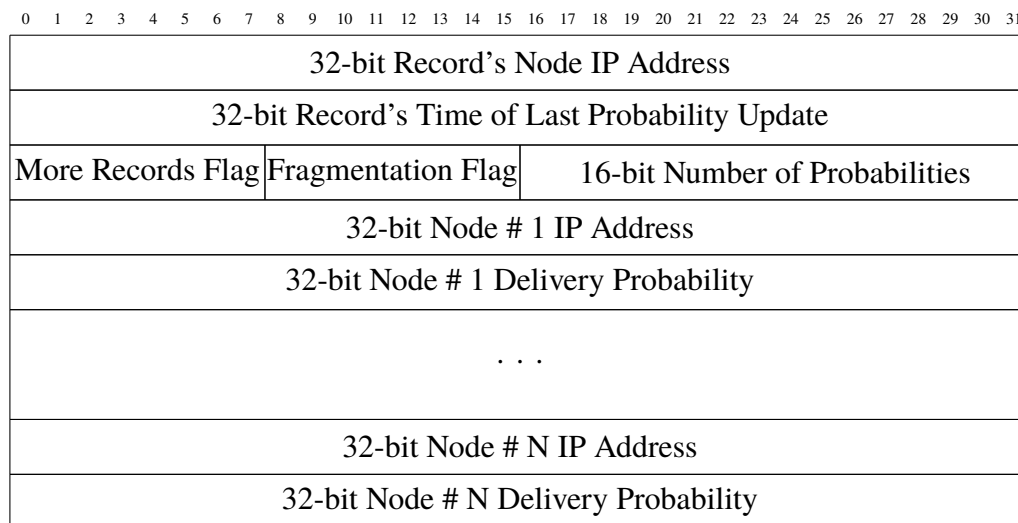 0 1 2 3 4 5 6 7 8 9 10 11 12 13 14 15 16 17 18 19 20 21 22 23 24 25 26 27 28 29 30 31
32-bit Record's Node IP Address
32-bit Record's Time of Last Probability Update
More Records Flag Fragmentation Flag 16-bit Number of Probabilities
32-bit Node # 1 IP Address
32-bit Node # 1 Delivery Probability
. . .
32-bit Node # N IP Address
32-bit Node # N Delivery Probability